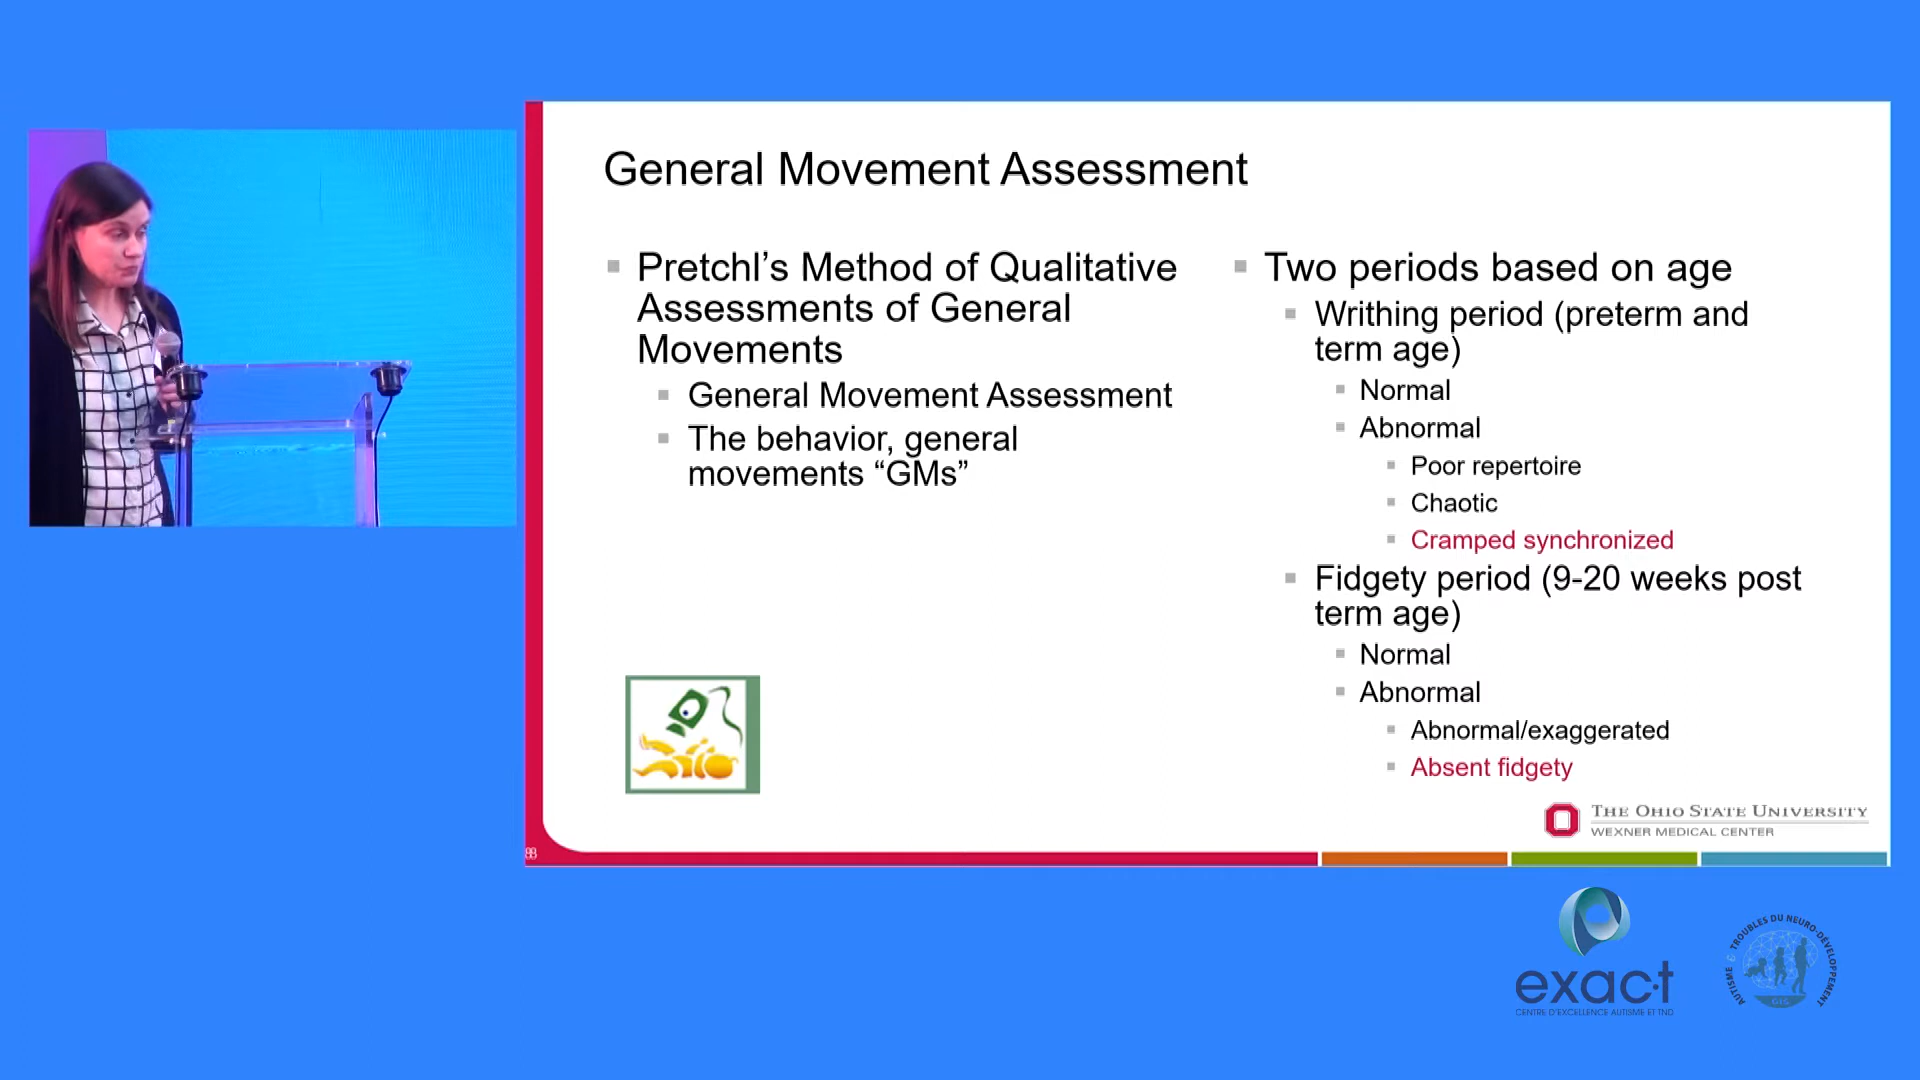 General Movement Assessment
Pretchl’s Method of Qualitative
Assessments of General
Movements
General Movement Assessment
The behavior, general
movements “GMs”
Two periods based on age
Writhing period (preterm and
term age)
Normal
Abnormal
Poor repertoire
Chaotic
Cramped synchronized
Fidgety period (9-20 weeks post
term age)
Normal
Abnormal
Abnormal/exaggerated
Absent fidgety
THE OHIO STATE UNIVERSITY
WEXNER MEDICAL CENTER
exac·t
CENTRE D'EXCELLENCE AUTISME ET TND
AUTISME & TROUBLES DU NEURO-DÉVELOPPEMENT
GIS